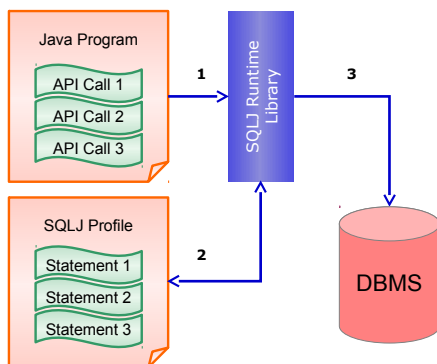 Java Program
API Call 1
API Call 2
API Call 3
1
SQLJ Runtime
Library
3
SQLJ Profile
Statement 1
Statement 2
Statement 3
2
DBMS